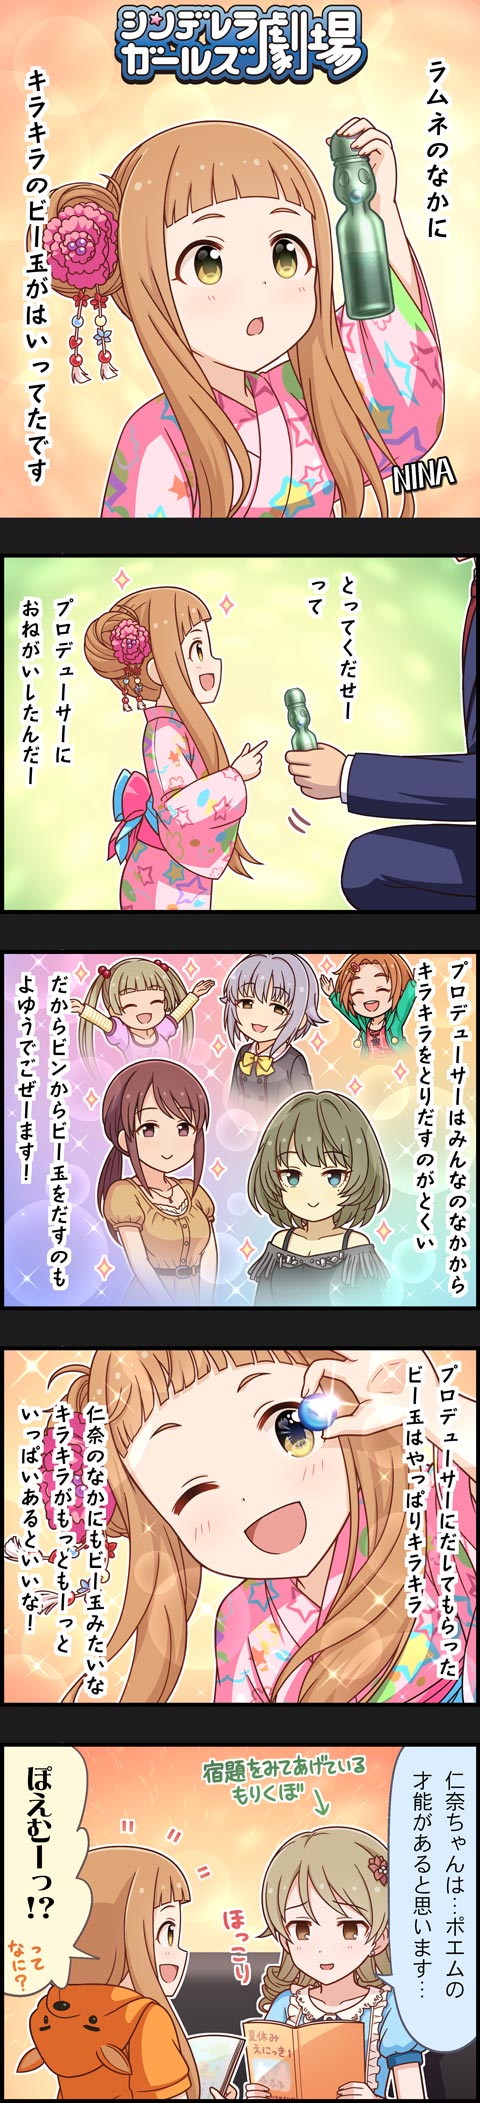 シンデレラ
ガールズ劇場
ラムネのなかに
キラキラのビー玉がはいってたです
NINA
とってくだせー
って
プロデューサーに
おねがいしたんだー
プロデューサーはみんなのなかから
キラキラをとりだすのがとくい
だからビンからビー玉をだすのも
よゆうでごぜーます!
プロデューサーにだしてもらった
ビー玉はやっぱりキラキラ
仁奈のなかにもビー玉みたいな
キラキラがもっともーっと
いっぱいあるといいな!
仁奈ちゃんは…ポエムの
才能があると思います…
宿題をみてあげている
もりくぼ
ほっこり
ぽえむーっ!?
って
なに?
夏休み
えにっき1